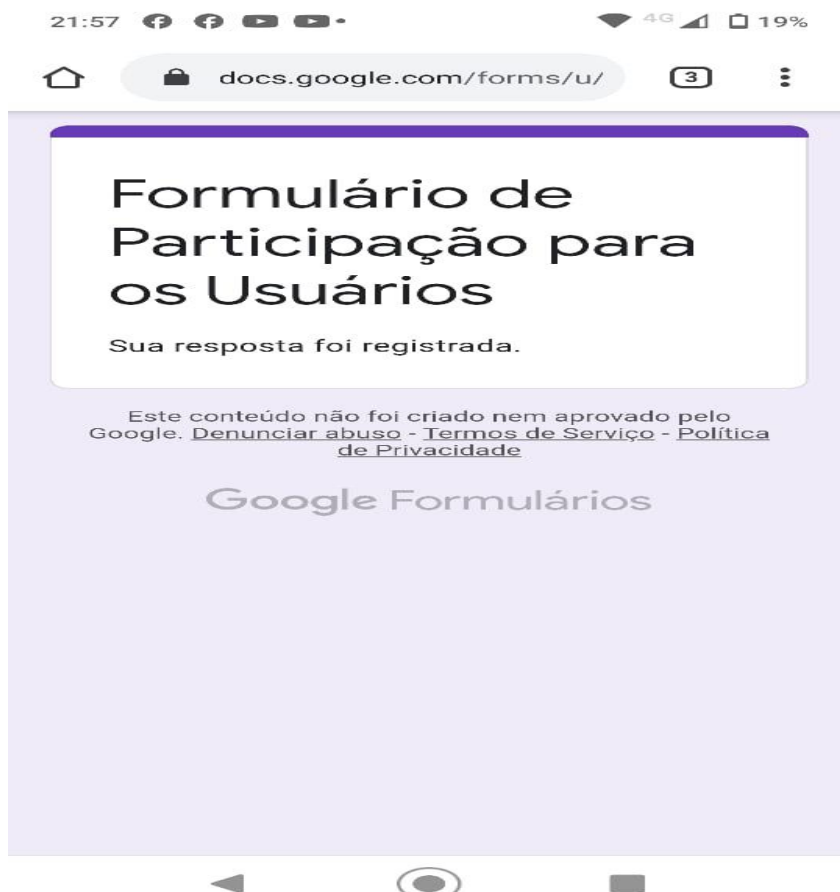 21:57
4G
19%
docs.google.com/forms/u/
3
Formulário de
Participação para
os Usuários
Sua resposta foi registrada.
Este conteúdo não foi criado nem aprovado pelo
Google. Denunciar abuso - Termos de Serviço - Política
de Privacidade
Google Formulários